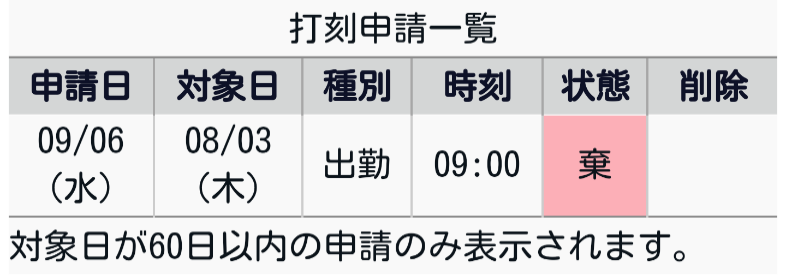 打刻申請一覧
申請日 対象日 種別 時刻 状態 削除
09/06 08/03 出勤 09:00 棄
(水) (木)
対象日が60日以内の申請のみ表示されます。